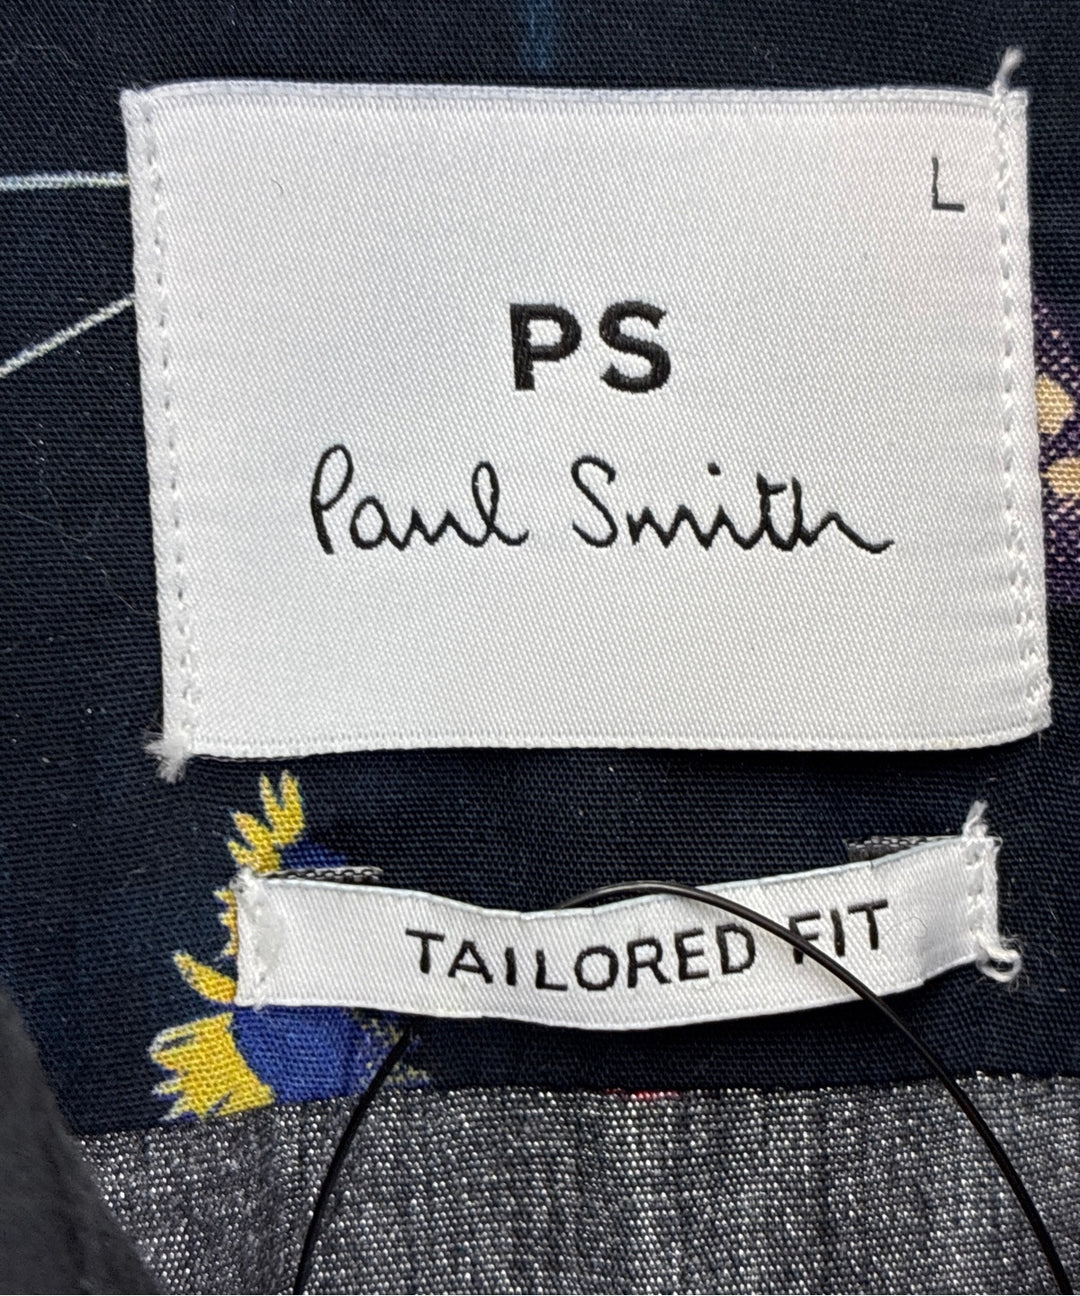 L
PS
Paul Smith
TAILORED FIT